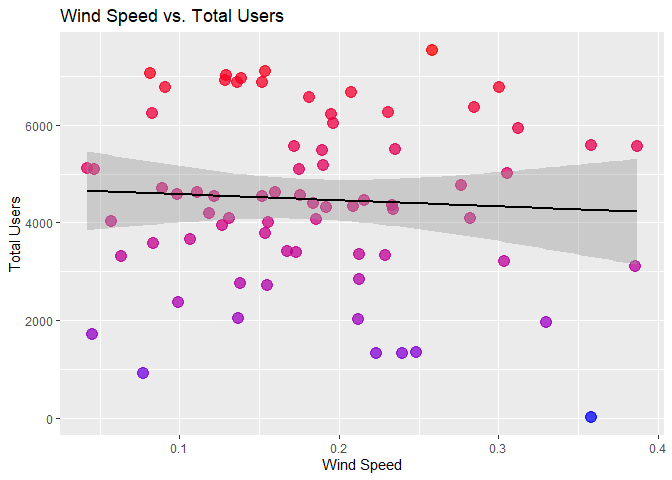 Wind Speed vs. Total Users
6000
4000
2000
0
Total Users
0.1 0.2 0.3 0.4
Wind Speed